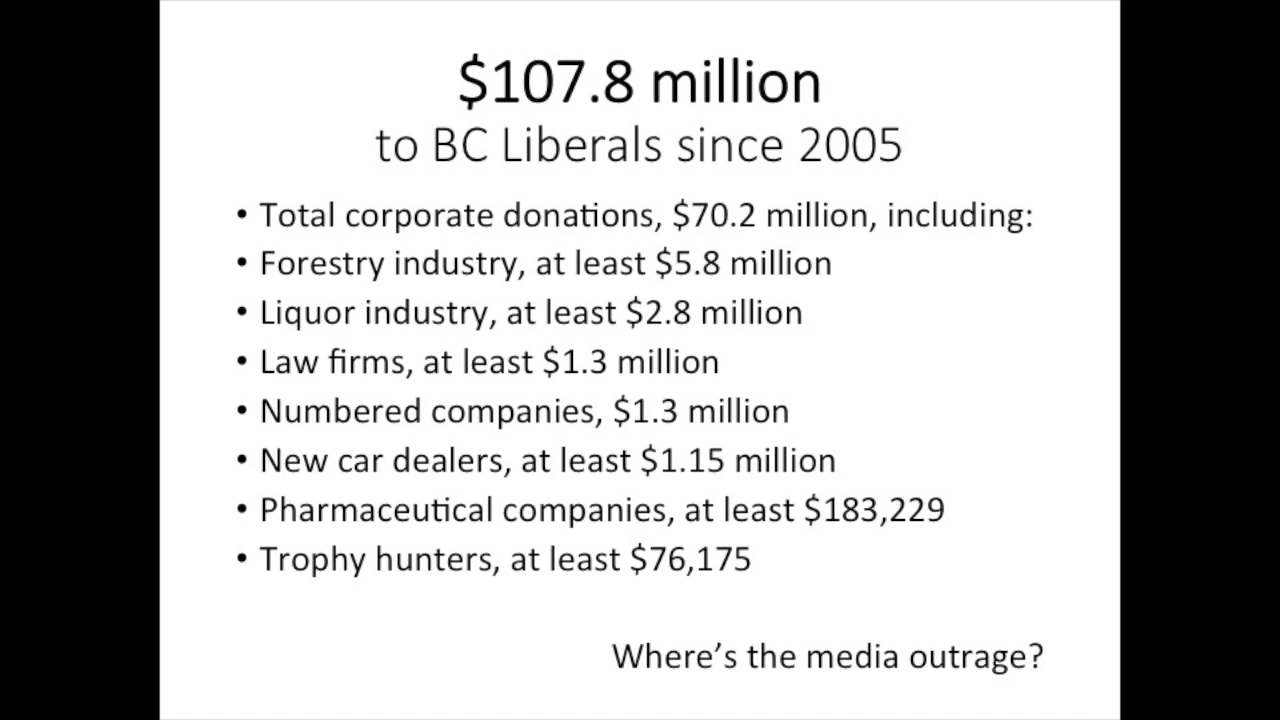 $107.8 million
to BC Liberals since 2005
• Total corporate donations, $70.2 million, including:
• Forestry industry, at least $5.8 million
• Liquor industry, at least $2.8 million
• Law firms, at least $1.3 million
• Numbered companies, $1.3 million
• New car dealers, at least $1.15 million
• Pharmaceutical companies, at least $183,229
• Trophy hunters, at least $76,175
Where’s the media outrage?